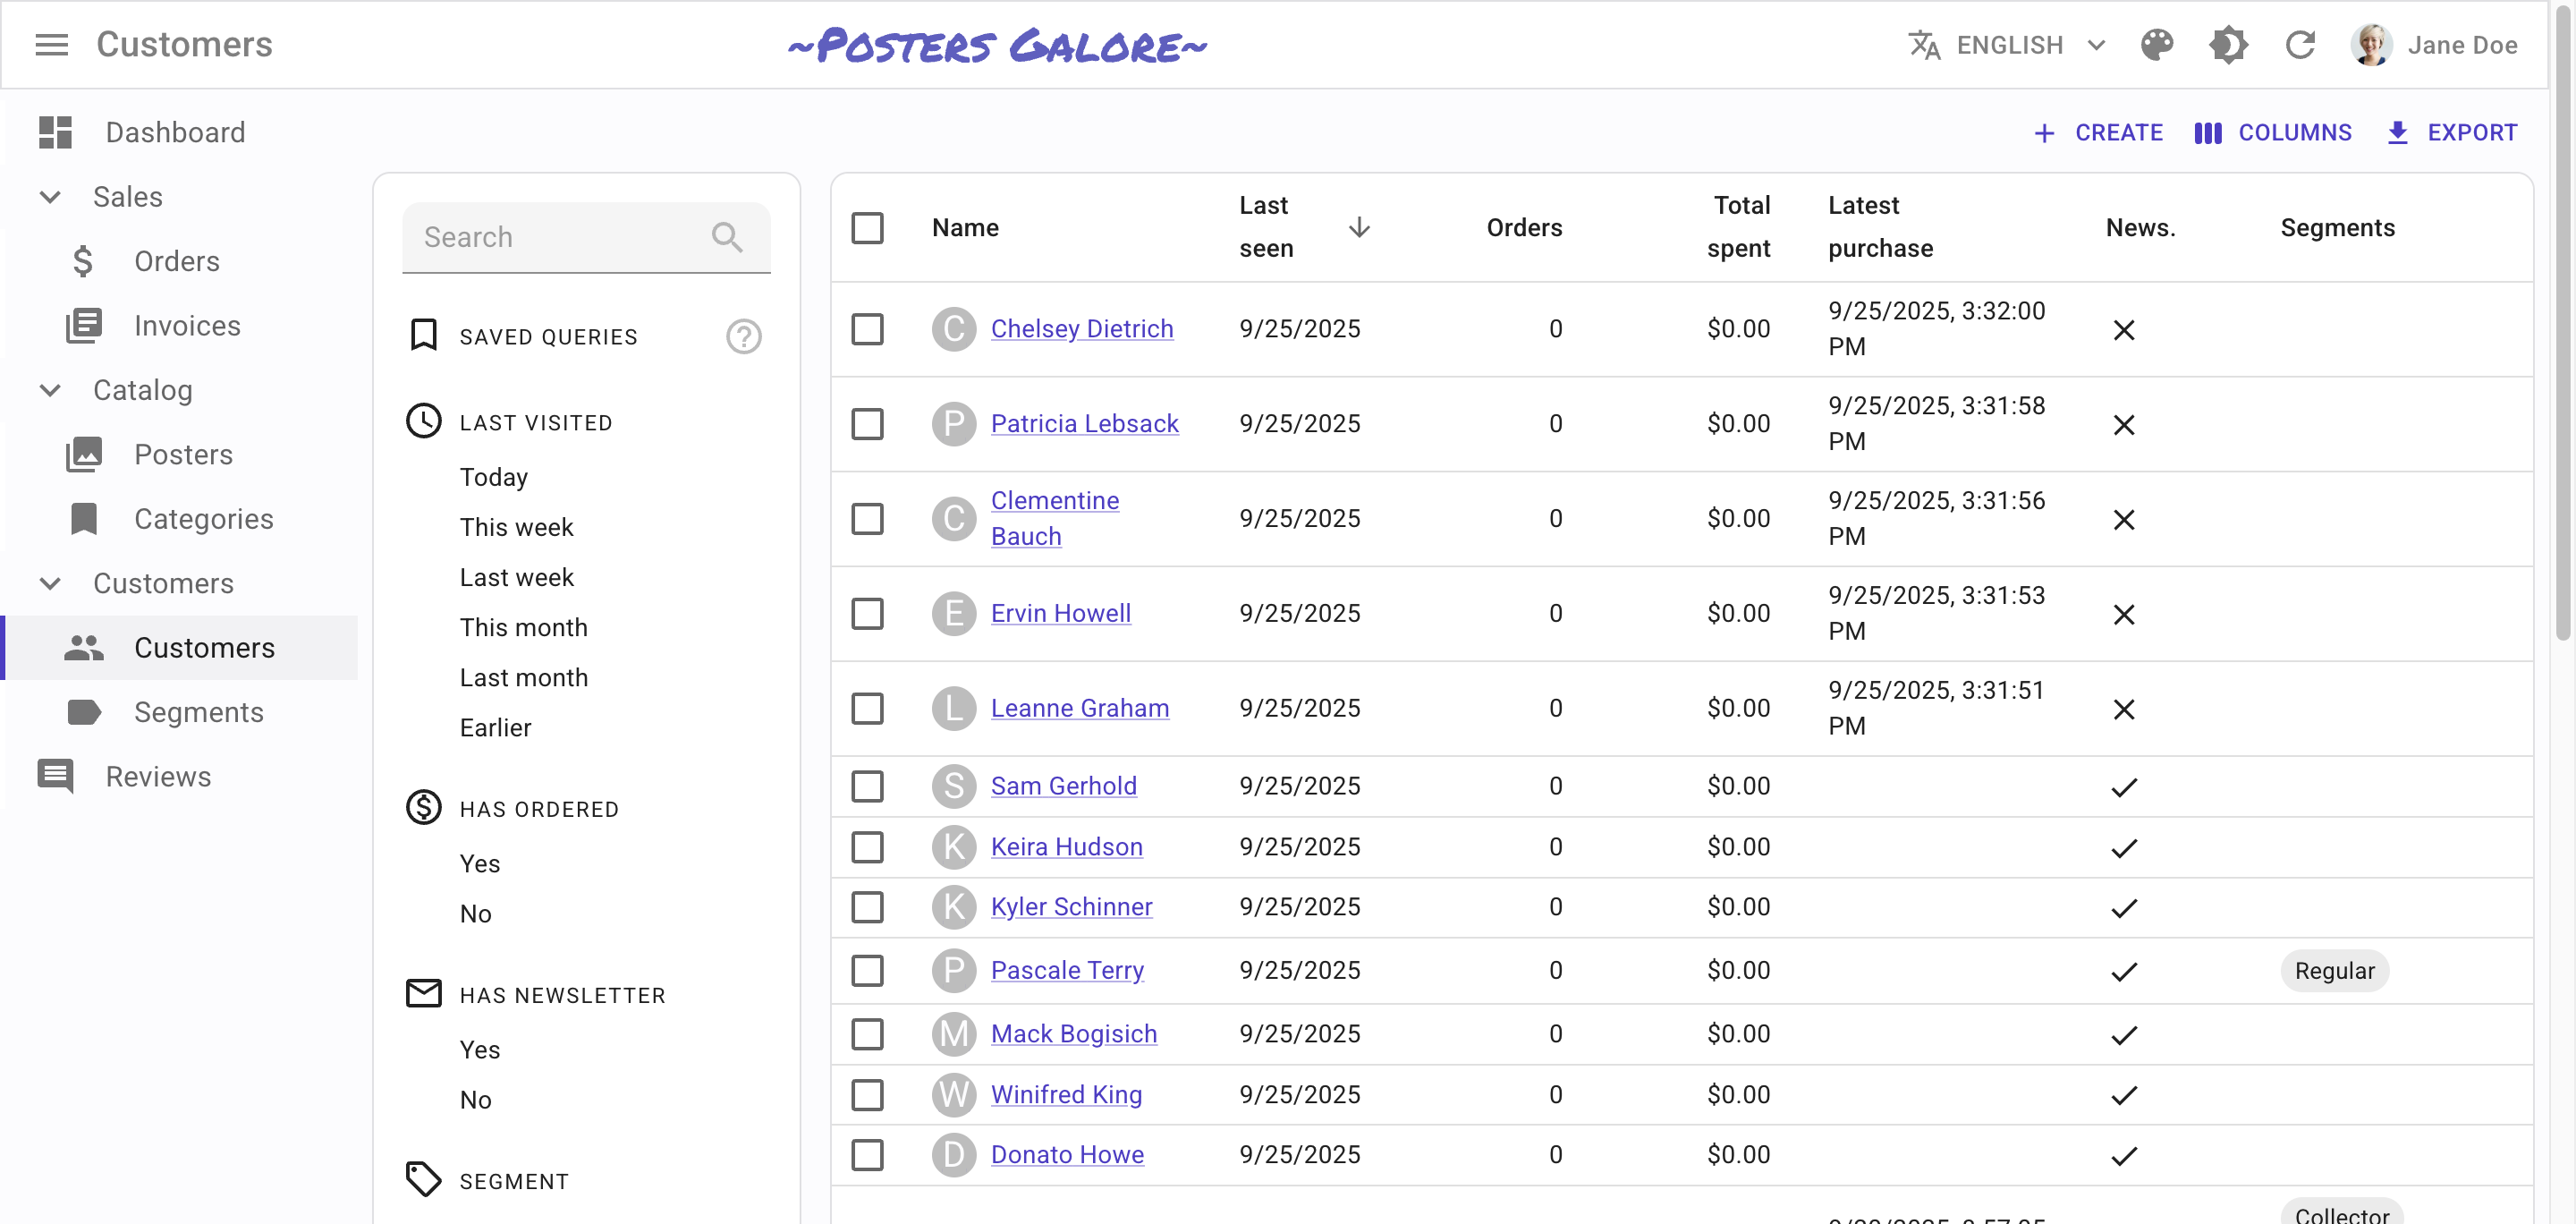 Customers
~Posters Galore~
ENGLISH
Jane Doe
Dashboard
Sales
Orders
Invoices
Catalog
Posters
Categories
Customers
Customers
Segments
Reviews
CREATE
COLUMNS
EXPORT
Search
SAVED QUERIES
LAST VISITED
Today
This week
Last week
This month
Last month
Earlier
HAS ORDERED
Yes
No
HAS NEWSLETTER
Yes
No
SEGMENT
Name Last seen Orders Total spent Latest purchase News. Segments
C Chelsey Dietrich 9/25/2025 0 $0.00 9/25/2025, 3:32:00 PM
P Patricia Lebsack 9/25/2025 0 $0.00 9/25/2025, 3:31:58 PM
C Clementine Bauch 9/25/2025 0 $0.00 9/25/2025, 3:31:56 PM
E Ervin Howell 9/25/2025 0 $0.00 9/25/2025, 3:31:53 PM
L Leanne Graham 9/25/2025 0 $0.00 9/25/2025, 3:31:51 PM
S Sam Gerhold 9/25/2025 0 $0.00
K Keira Hudson 9/25/2025 0 $0.00
K Kyler Schinner 9/25/2025 0 $0.00
P Pascale Terry 9/25/2025 0 $0.00 Regular
M Mack Bogisich 9/25/2025 0 $0.00
W Winifred King 9/25/2025 0 $0.00
D Donato Howe 9/25/2025 0 $0.00
Collector